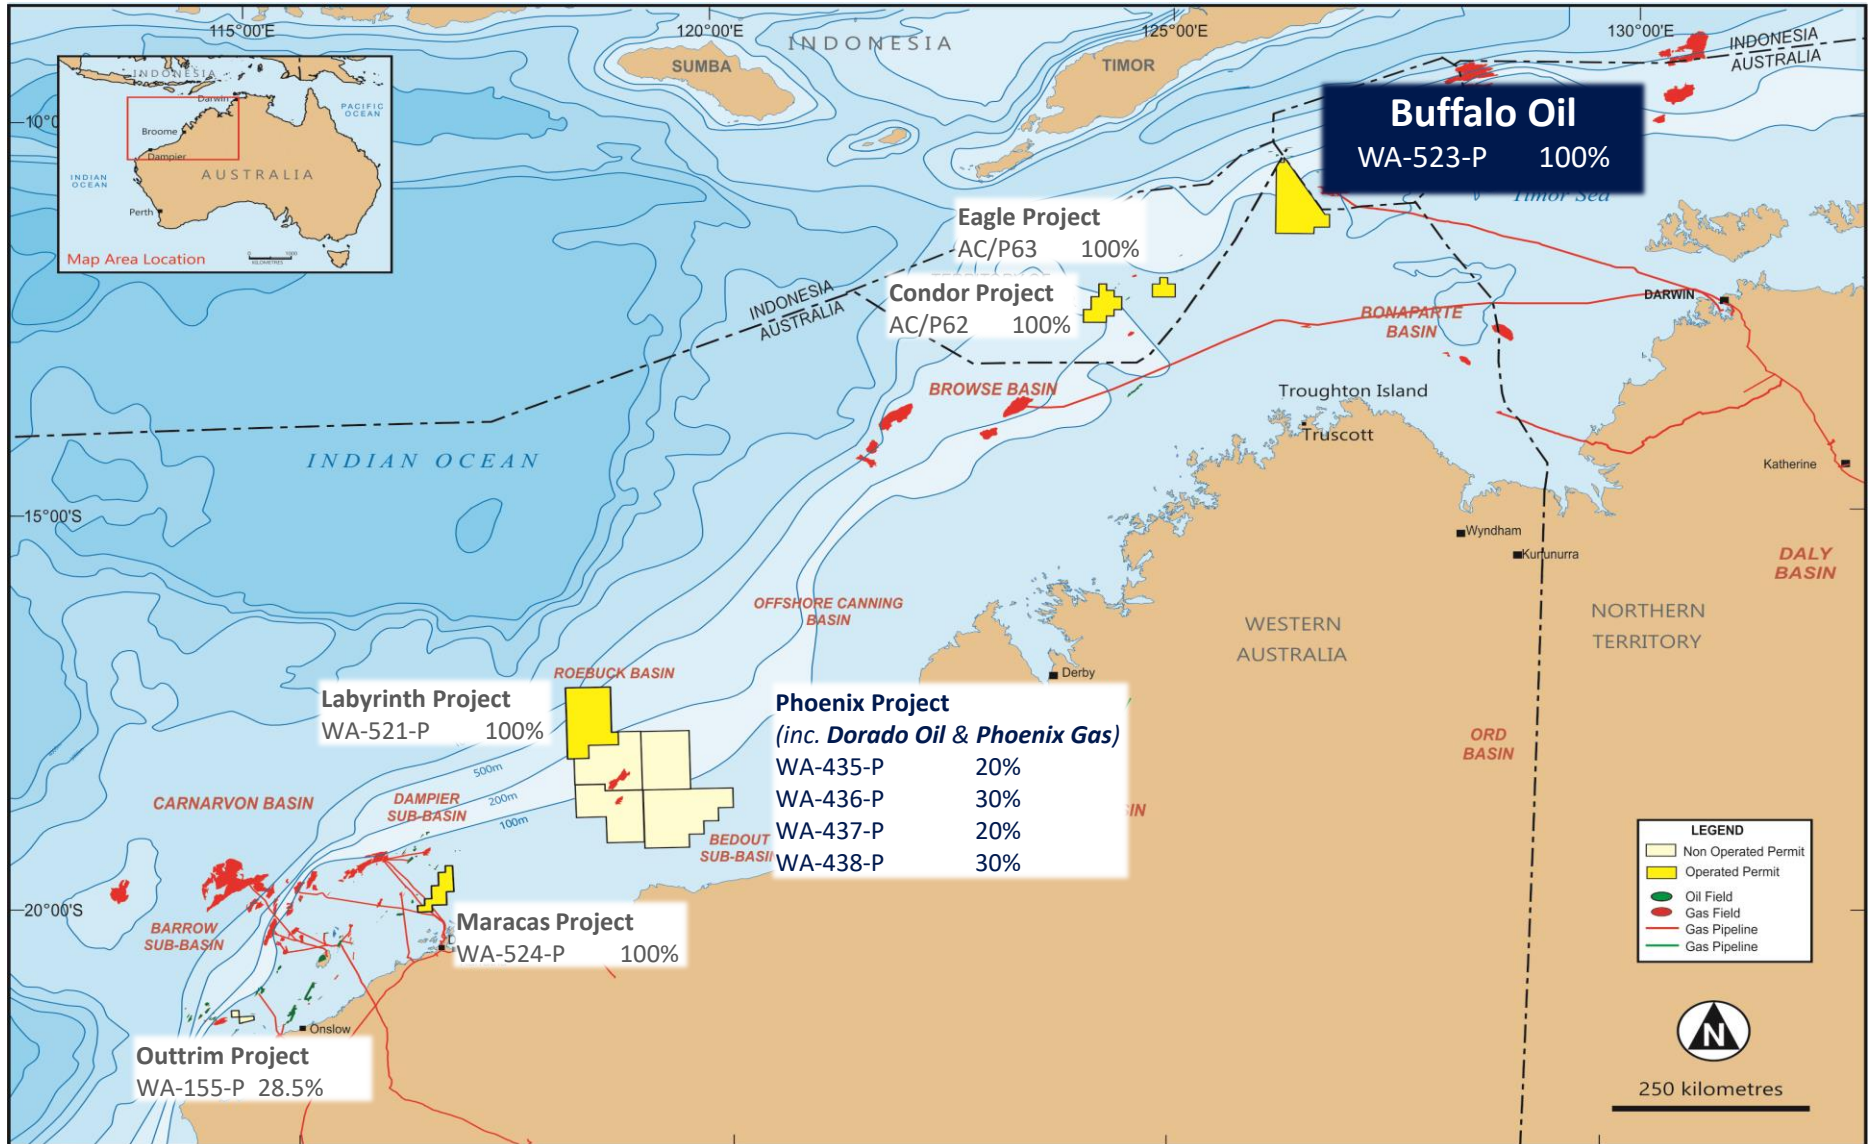 115°00'E
120°00'E
125°00'E
130°00'E
INDONESIA
INDONESIA
AUSTRALIA
SUMBA
TIMOR
INDONESIA
Darwin
PACIFIC
OCEAN
Broome
Dampier
AUSTRALIA
INDIAN
OCEAN
Perth
Map Area Location
0
1000
KILOMETRES
-10°0
Buffalo Oil
WA-523-P 100%
Timor Sea
Eagle Project
AC/P63 100%
Condor Project
AC/P62 100%
INDONESIA
AUSTRALIA
DARWIN
BONAPARTE
BASIN
BROWSE BASIN
Troughton Island
Truscott
INDIAN OCEAN
Katherine
15°00'S
Wyndham
Kununurra
DALY
BASIN
OFFSHORE CANNING
BASIN
WESTERN
AUSTRALIA
NORTHERN
TERRITORY
ROEBUCK BASIN
Derby
Labyrinth Project
WA-521-P 100%
Phoenix Project
(inc. Dorado Oil & Phoenix Gas)
WA-435-P 20%
WA-436-P 30%
WA-437-P 20%
WA-438-P 30%
ORD
BASIN
500m
200m
100m
CARNARVON BASIN
DAMPIER
SUB-BASIN
BEDOUT
SUB-BASIN
IN
LEGEND
Non Operated Permit
Operated Permit
Oil Field
Gas Field
Gas Pipeline
Gas Pipeline
20°00'S
BARROW
SUB-BASIN
Maracas Project
WA-524-P 100%
D
Onslow
Outtrim Project
WA-155-P 28.5%
N
250 kilometres